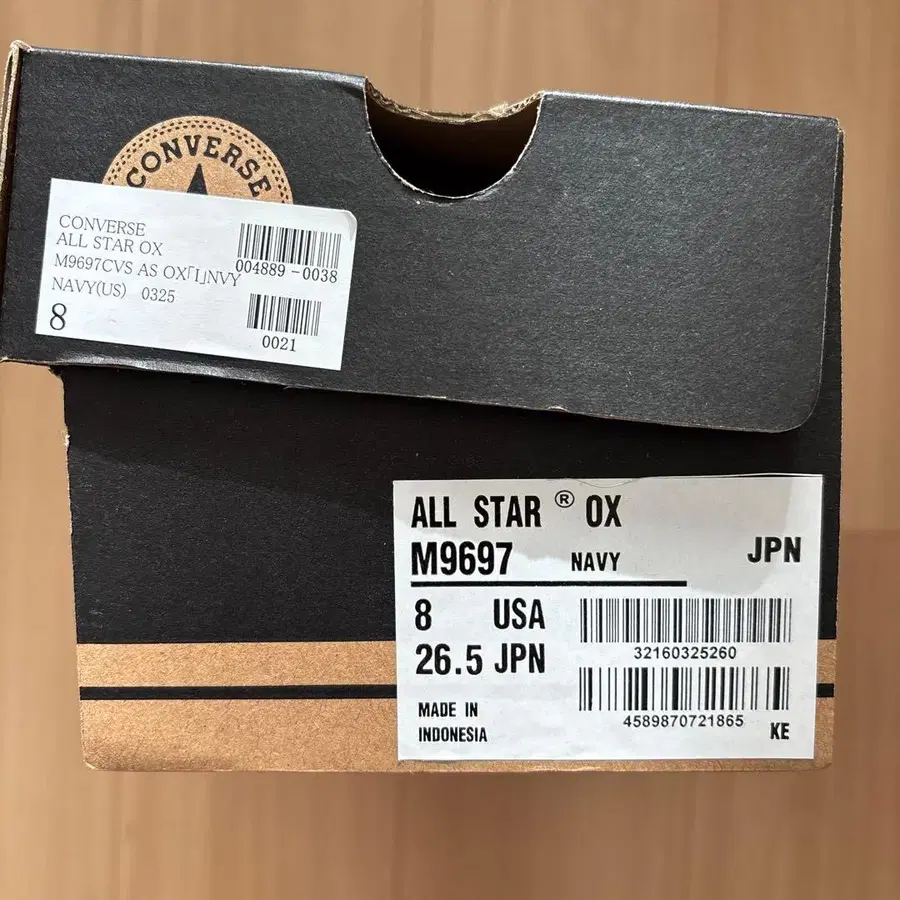 CONVERSE
CONVERSE
ALL STAR OX
M9697CVS AS OX「I」NVY
NAVY(US) 0325
8
004889-0038
0021
ALL STAR ® OX
M9697 NAVY JPN
8 USA
26.5 JPN
32160325260
MADE IN
INDONESIA
4589870721865
KE